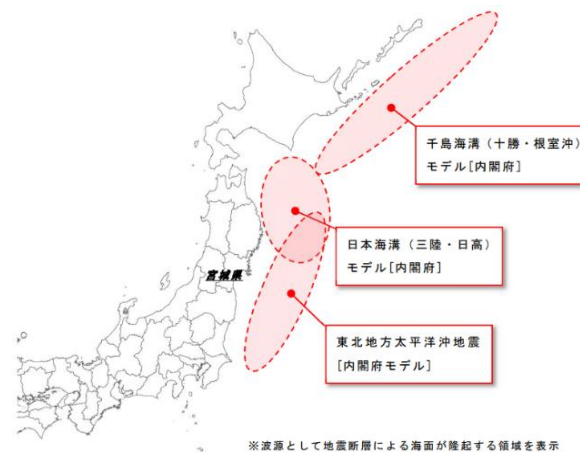 千島海溝（十勝・根室沖）
モデル[内閣府]
日本海溝（三陸・日高）
モデル[内閣府]
宮城県
東北地方太平洋沖地震
[内閣府モデル]
※波源として地震断層による海面が隆起する領域を表示